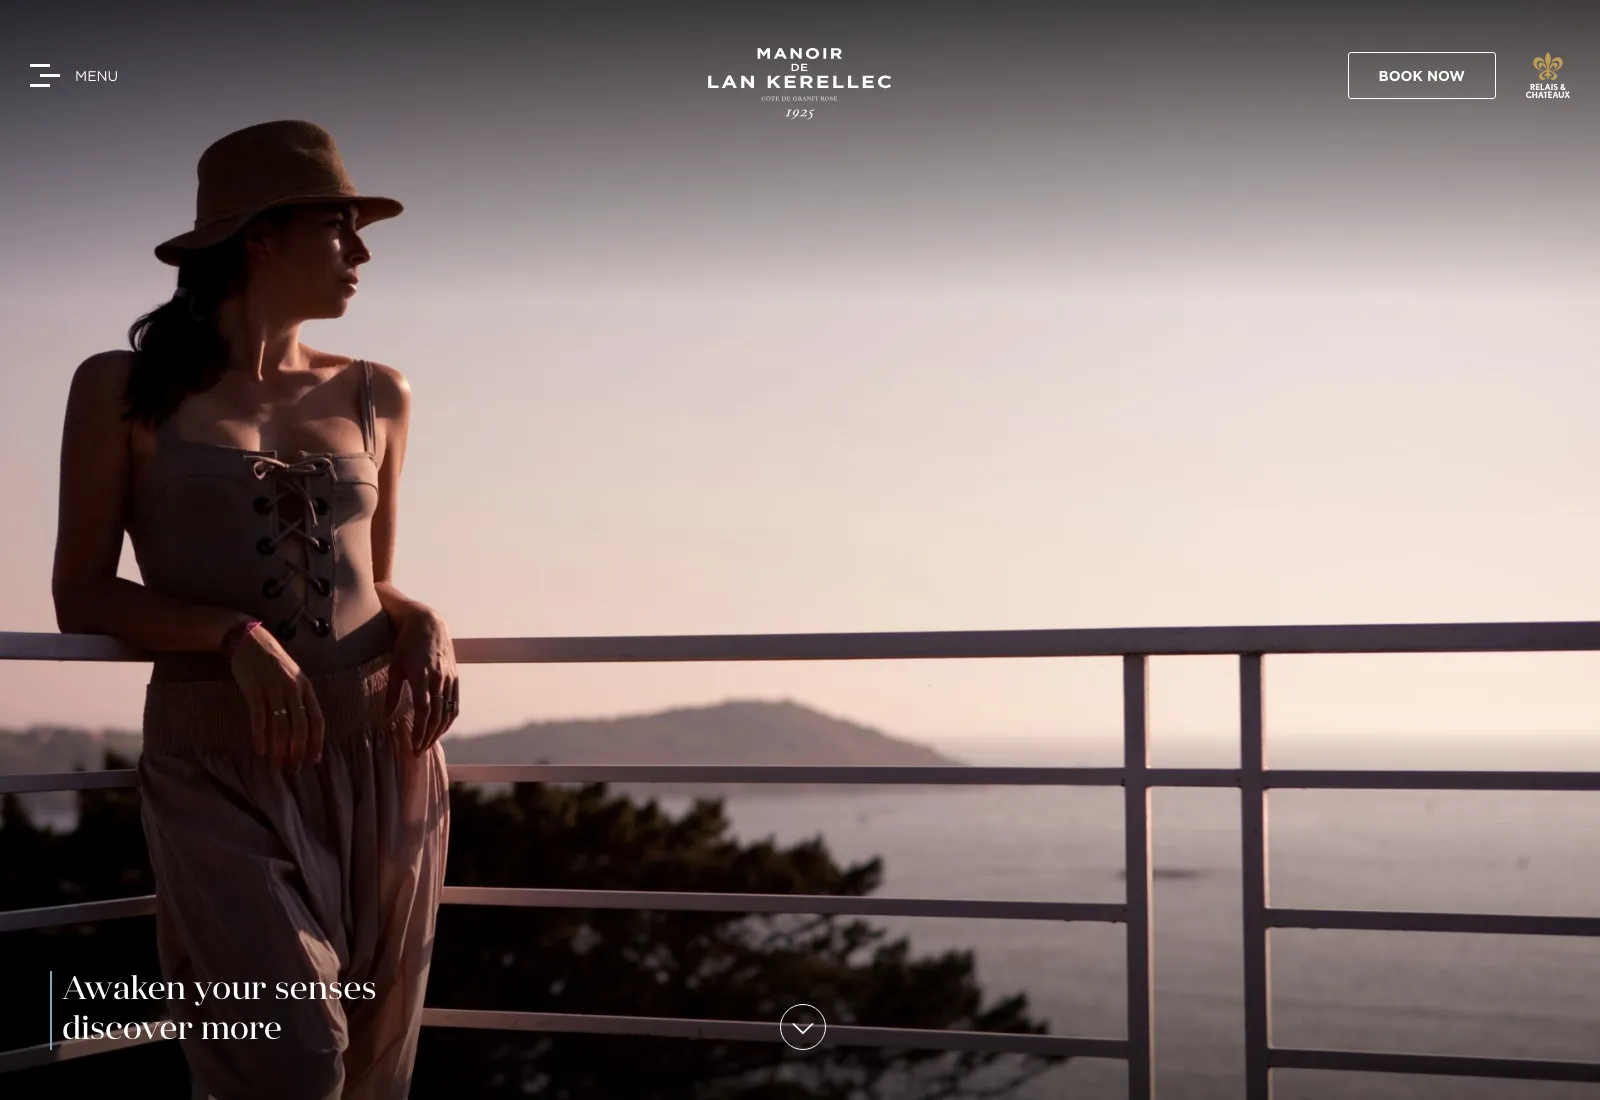 MENU
MANOIR
DE
LAN KERELLEC
CÔTE DE GRANIT ROSE
1925
BOOK NOW
RELAIS &
CHATEAUX
Awaken your senses
discover more